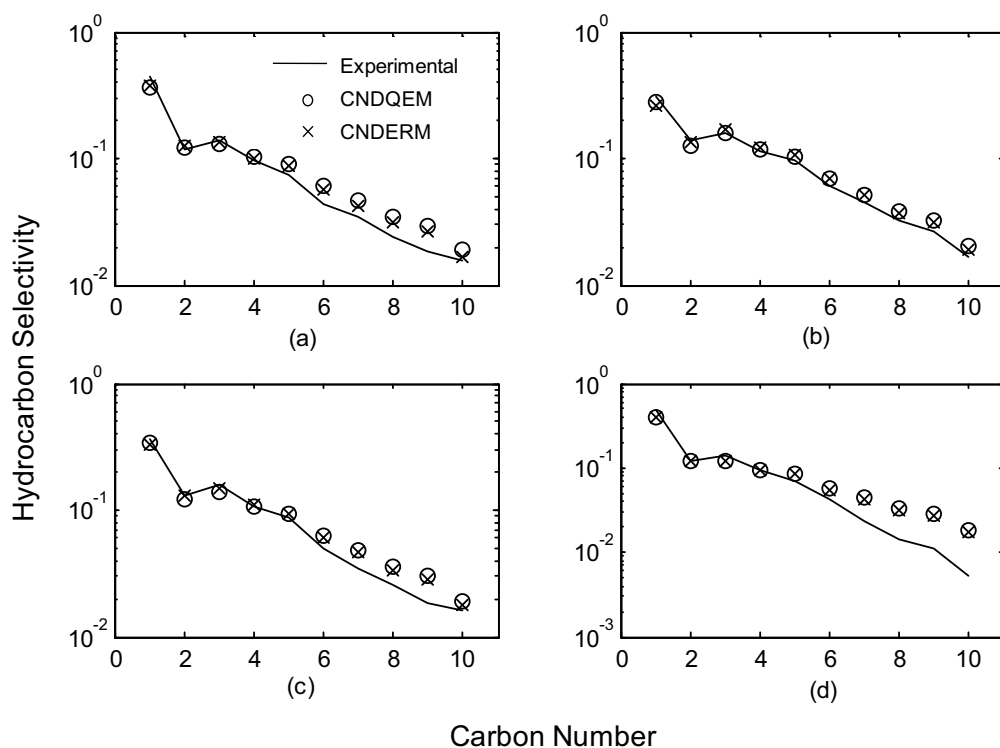 Hydrocarbon Selectivity
10^0
10^-1
10^-2
Experimental
CNDQEM
CNDERM
0 2 4 6 8 10
(a)
10^0
10^-1
10^-2
0 2 4 6 8 10
(b)
10^0
10^-1
10^-2
0 2 4 6 8 10
(c)
10^0
10^-1
10^-2
10^-3
0 2 4 6 8 10
(d)
Carbon Number